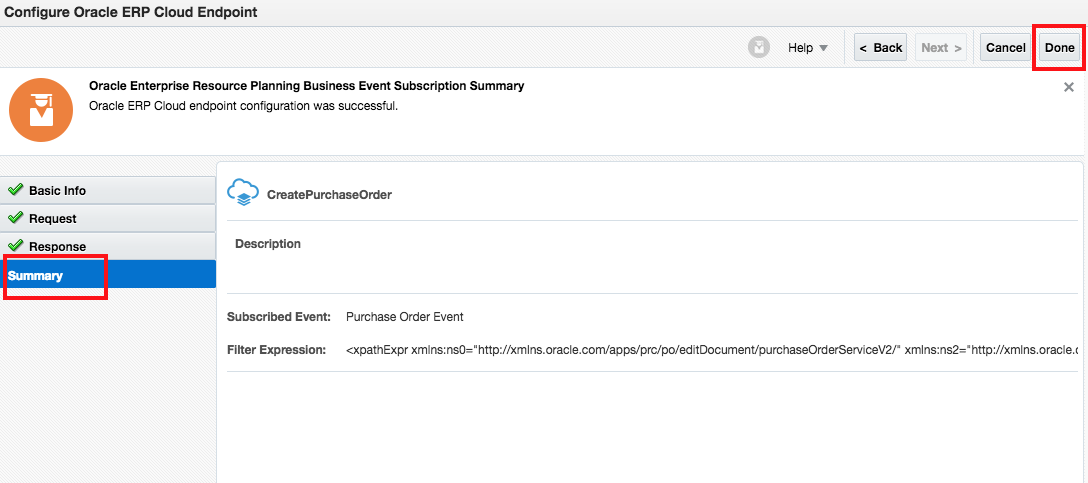 Configure Oracle ERP Cloud Endpoint
Help
< Back
Next >
Cancel
Done
Oracle Enterprise Resource Planning Business Event Subscription Summary
Oracle ERP Cloud endpoint configuration was successful.
Basic Info
Request
Response
Summary
CreatePurchaseOrder
Description
Subscribed Event: Purchase Order Event
Filter Expression: <xpathExpr xmlns:ns0="http://xmlns.oracle.com/apps/prc/po/editDocument/purchaseOrderServiceV2/" xmlns:ns2="http://xmlns.oracle.c